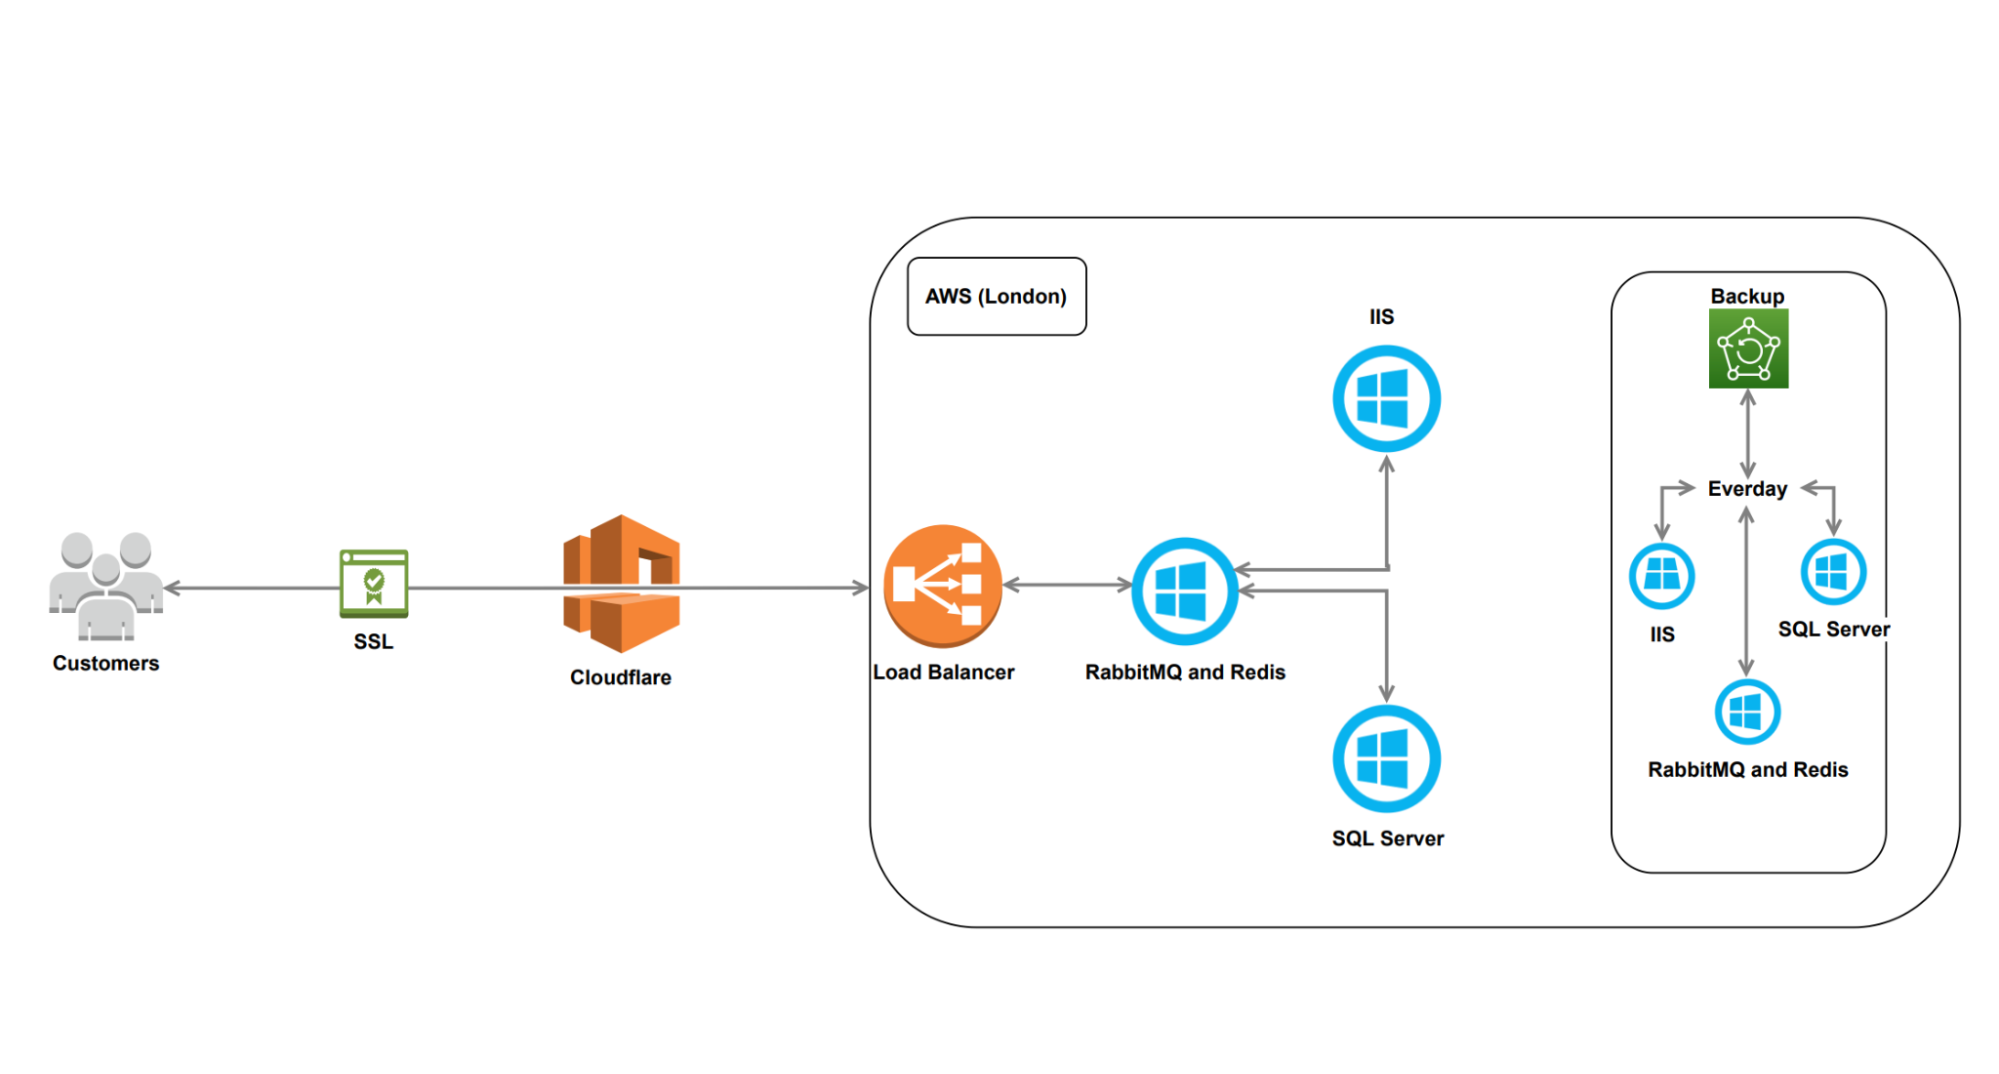 AWS (London)
Backup
IIS
Everday
Customers
SSL
Cloudflare
Load Balancer
RabbitMQ and Redis
SQL Server
IIS
SQL Server
RabbitMQ and Redis